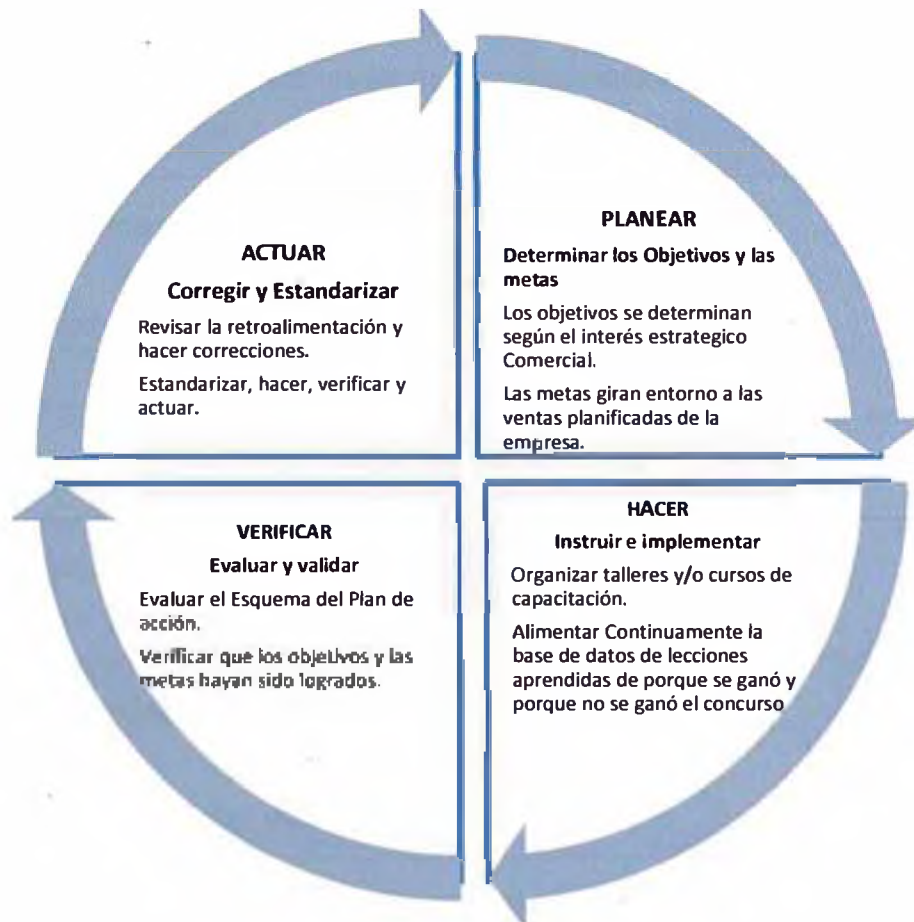 PLANEAR
Determinar los Objetivos y las
metas
Los objetivos se determinan
según el interés estrategico
Comercial.
Las metas giran entorno a las
ventas planificadas de la
empresa.
HACER
Instruir e implementar
Organizar talleres y/o cursos de
capacitación.
Alimentar Continuamente la
base de datos de lecciones
aprendidas de porque se ganó y
porque no se ganó el concurso
VERIFICAR
Evaluar y validar
Evaluar el Esquema del Plan de
acción.
Verificar que los objetivos y las
metas hayan sido logrados.
ACTUAR
Corregir y Estandarizar
Revisar la retroalimentación y
hacer correcciones.
Estandarizar, hacer, verificar y
actuar.